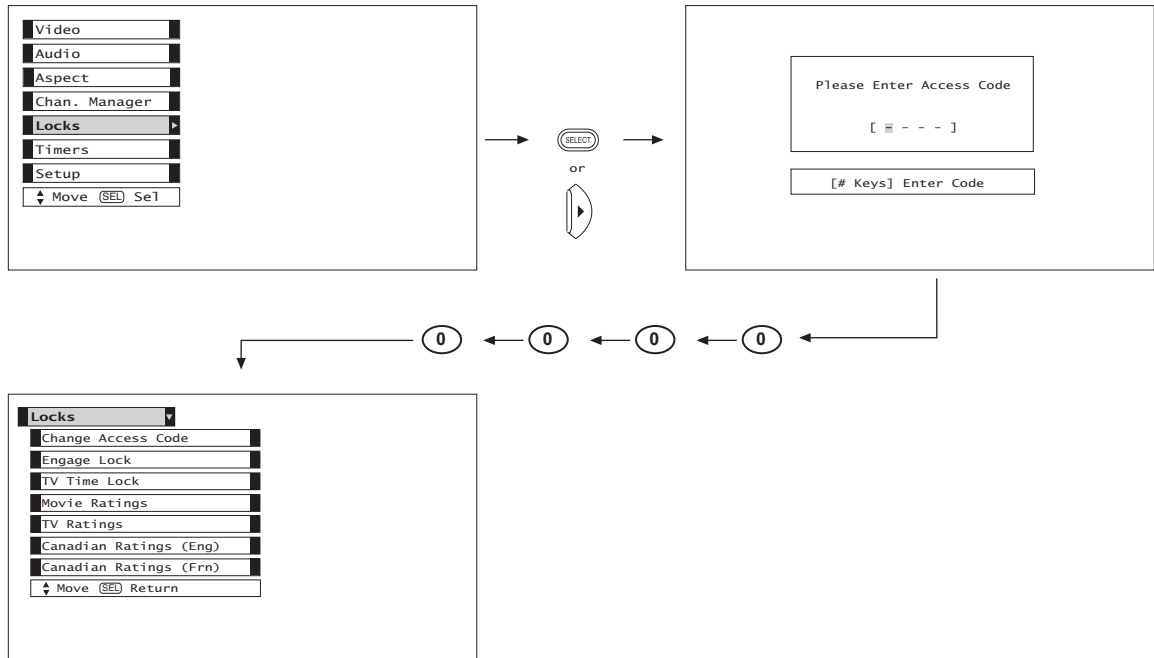 Video
Audio
Aspect
Chan. Manager
Locks
Timers
Setup
Move SEL Sel
SELECT
or
Please Enter Access Code
[ - - - - ]
[# Keys] Enter Code
0 0 0 0
Locks
Change Access Code
Engage Lock
TV Time Lock
Movie Ratings
TV Ratings
Canadian Ratings (Eng)
Canadian Ratings (Frn)
Move SEL Return